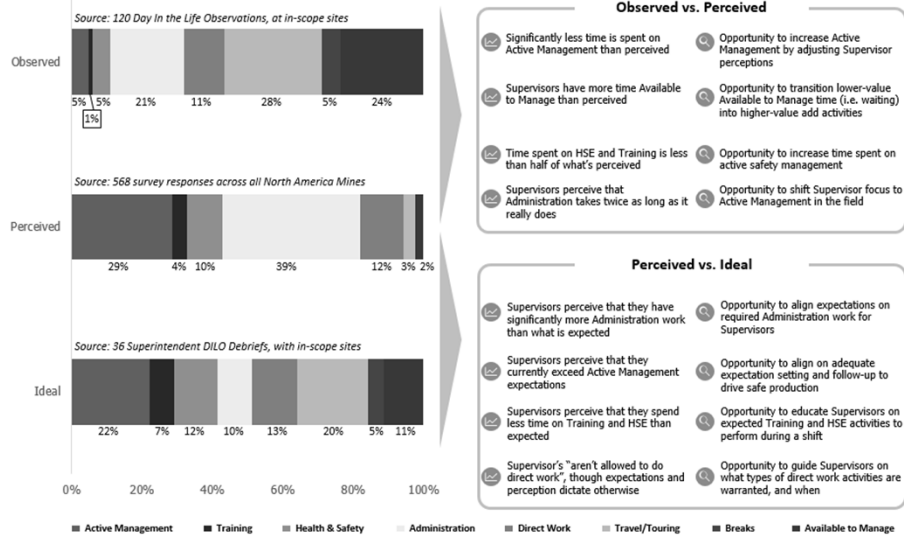 Source: 120 Day In the Life Observations, at in-scope sites
Observed
5%
1%
5%
21%
11%
28%
5%
24%
Source: 568 survey responses across all North America Mines
Perceived
29%
4%
10%
39%
12%
3%
2%
Source: 36 Superintendent DILO Debriefs, with in-scope sites
Ideal
22%
7%
12%
10%
13%
20%
5%
11%
0%
20%
40%
60%
80%
100%
Observed vs. Perceived
Significantly less time is spent on
Active Management than perceived
Opportunity to increase Active
Management by adjusting Supervisor
perceptions
Supervisors have more time Available
to Manage than perceived
Opportunity to transition lower-value
Available to Manage time (i.e. waiting)
into higher-value add activities
Time spent on HSE and Training is less
than half of what's perceived
Opportunity to increase time spent on
active safety management
Supervisors perceive that
Administration takes twice as long as it
really does
Opportunity to shift Supervisor focus to
Active Management in the field
Perceived vs. Ideal
Supervisors perceive that they have
significantly more Administration work
than what is expected
Opportunity to align expectations on
required Administration work for
Supervisors
Supervisors perceive that they
currently exceed Active Management
expectations
Opportunity to align on adequate
expectation setting and follow-up to
drive safe production
Supervisors perceive that they spend
less time on Training and HSE than
expected
Opportunity to educate Supervisors on
expected Training and HSE activities to
perform during a shift
Supervisor's "aren't allowed to do
direct work", though expectations and
perception dictate otherwise
Opportunity to guide Supervisors on
what types of direct work activities are
warranted, and when
Active Management
Training
Health & Safety
Administration
Direct Work
Travel/Touring
Breaks
Available to Manage